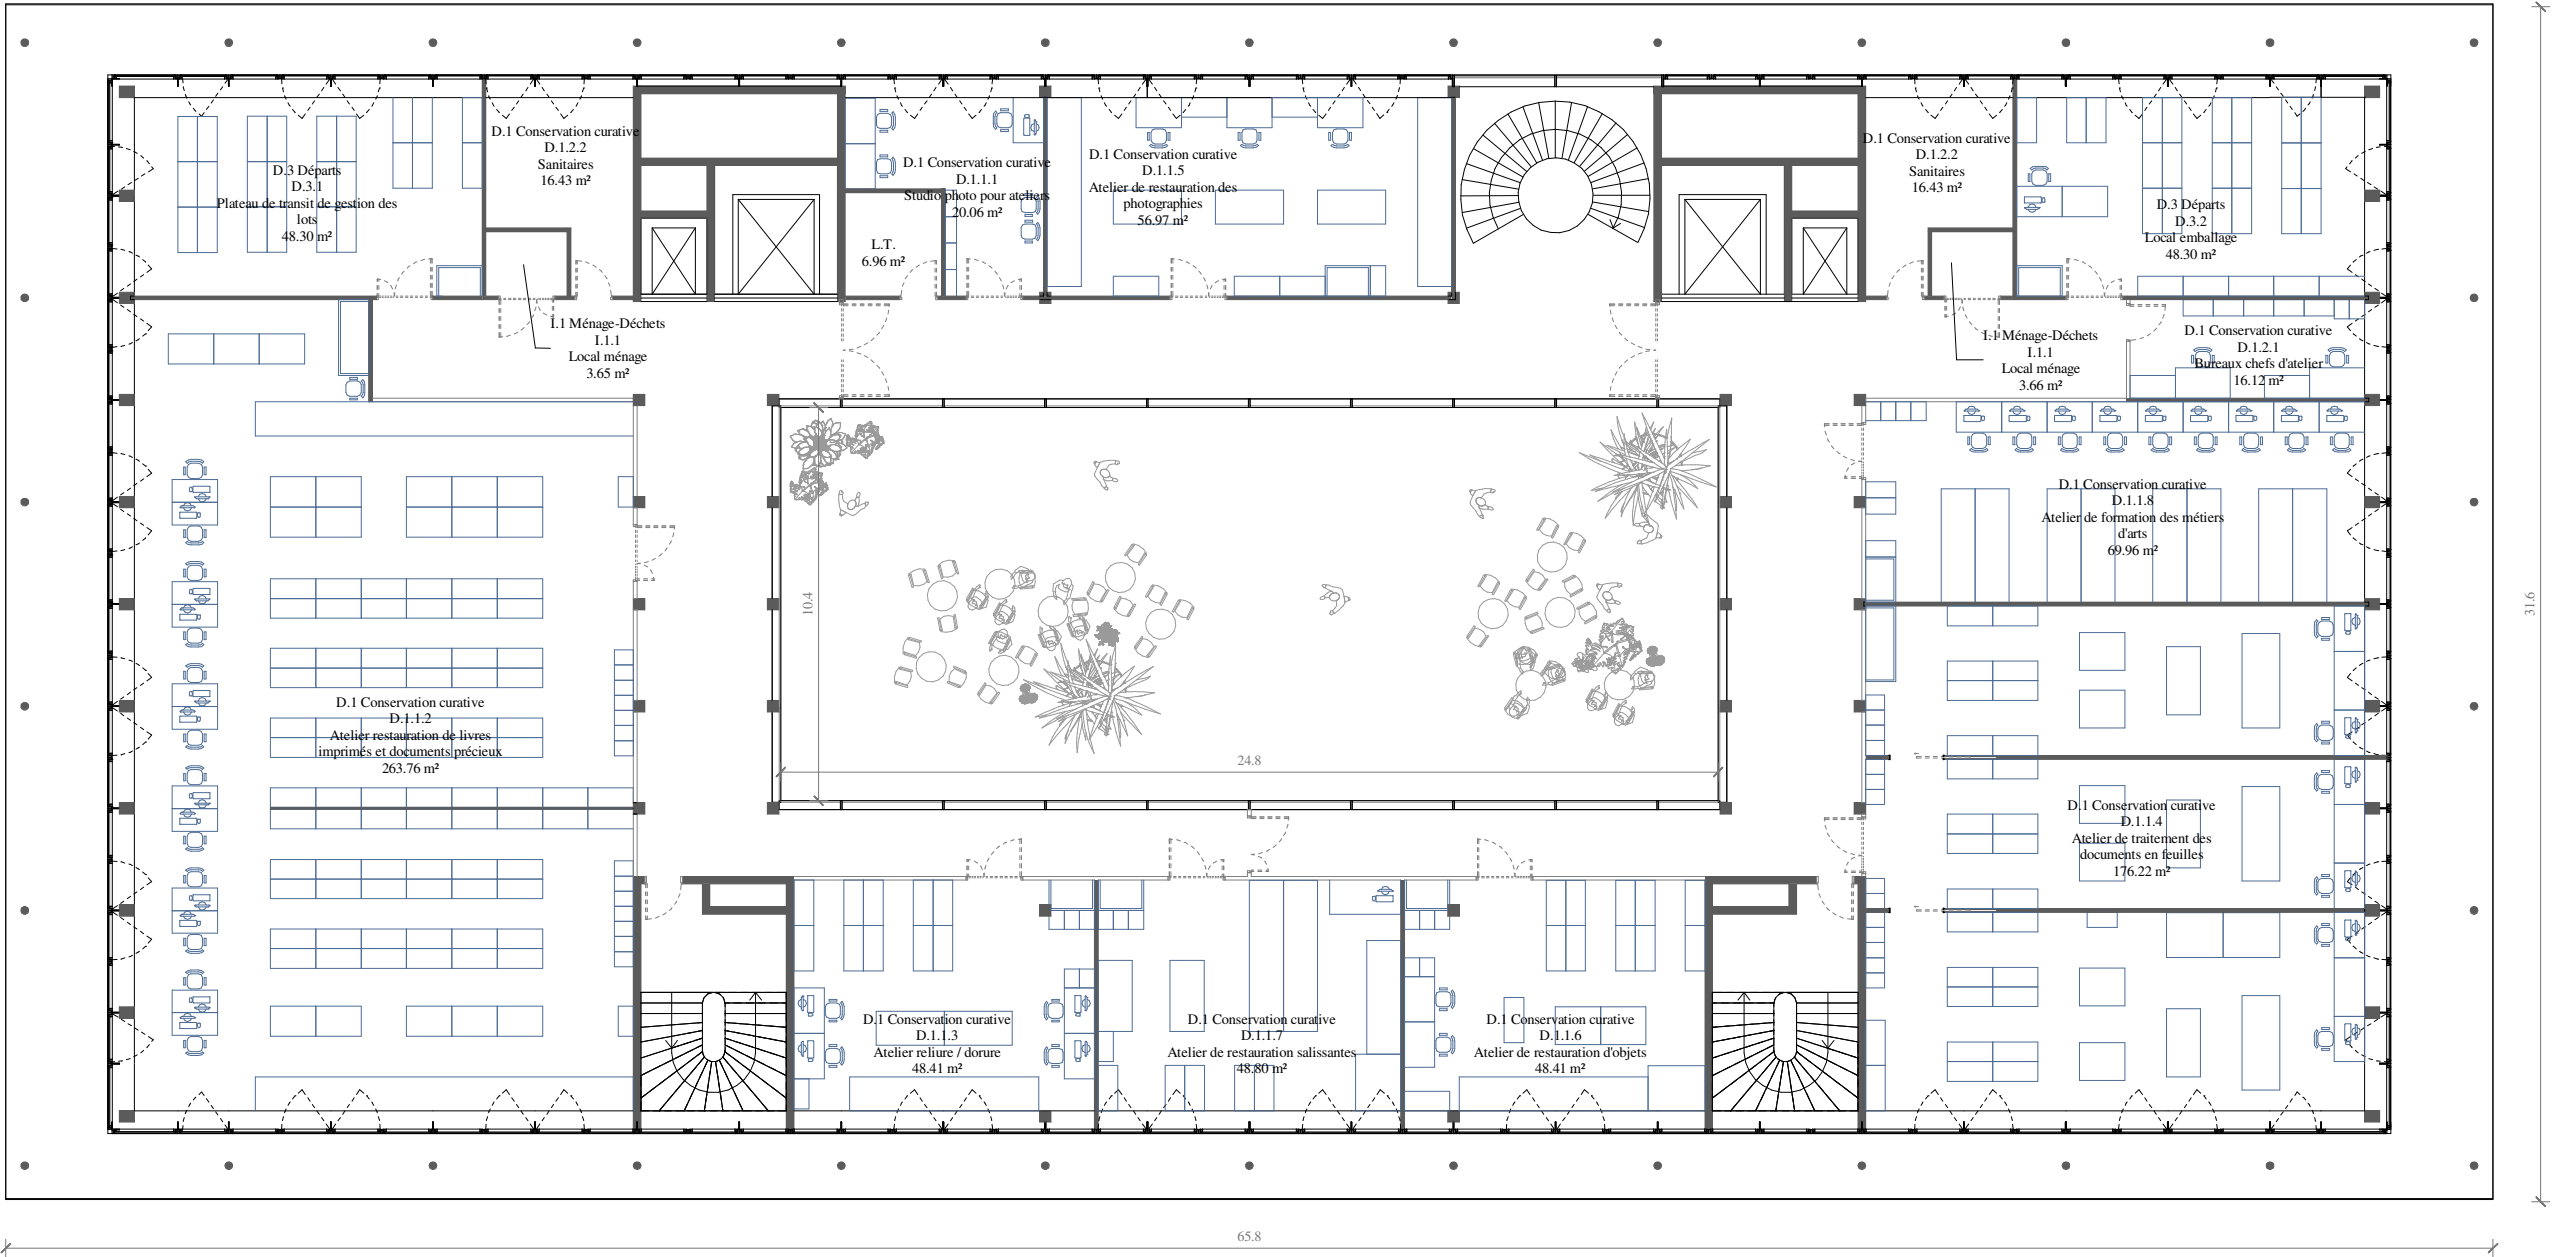 D.3 Départs
D.3.1
Plateau de transit de gestion des
lots
48.30 m²
D.1 Conservation curative
D.1.2.2
Sanitaires
16.43 m²
D.1 Conservation curative
D.1.1.1
Studio photo pour ateliers
20.06 m²
L.T.
6.96 m²
D.1 Conservation curative
D.1.1.5
Atelier de restauration des
photographies
56.97 m²
D.1 Conservation curative
D.1.2.2
Sanitaires
16.43 m²
D.3 Départs
D.3.2
Local emballage
48.30 m²
I.1 Ménage-Déchets
I.1.1
Local ménage
3.65 m²
I.1 Ménage-Déchets
I.1.1
Local ménage
3.66 m²
D.1 Conservation curative
D.1.2.1
Bureaux chefs d'atelier
16.12 m²
D.1 Conservation curative
D.1.1.8
Atelier de formation des métiers
d'arts
69.96 m²
10.4
31.6
D.1 Conservation curative
D.1.1.2
Atelier restauration de livres
imprimés et documents précieux
263.76 m²
24.8
D.1 Conservation curative
D.1.1.4
Atelier de traitement des
documents en feuilles
176.22 m²
D.1 Conservation curative
D.1.1.3
Atelier reliure / dorure
48.41 m²
D.1 Conservation curative
D.1.1.7
Atelier de restauration salissantes
48.80 m²
D.1 Conservation curative
D.1.1.6
Atelier de restauration d'objets
48.41 m²
65.8